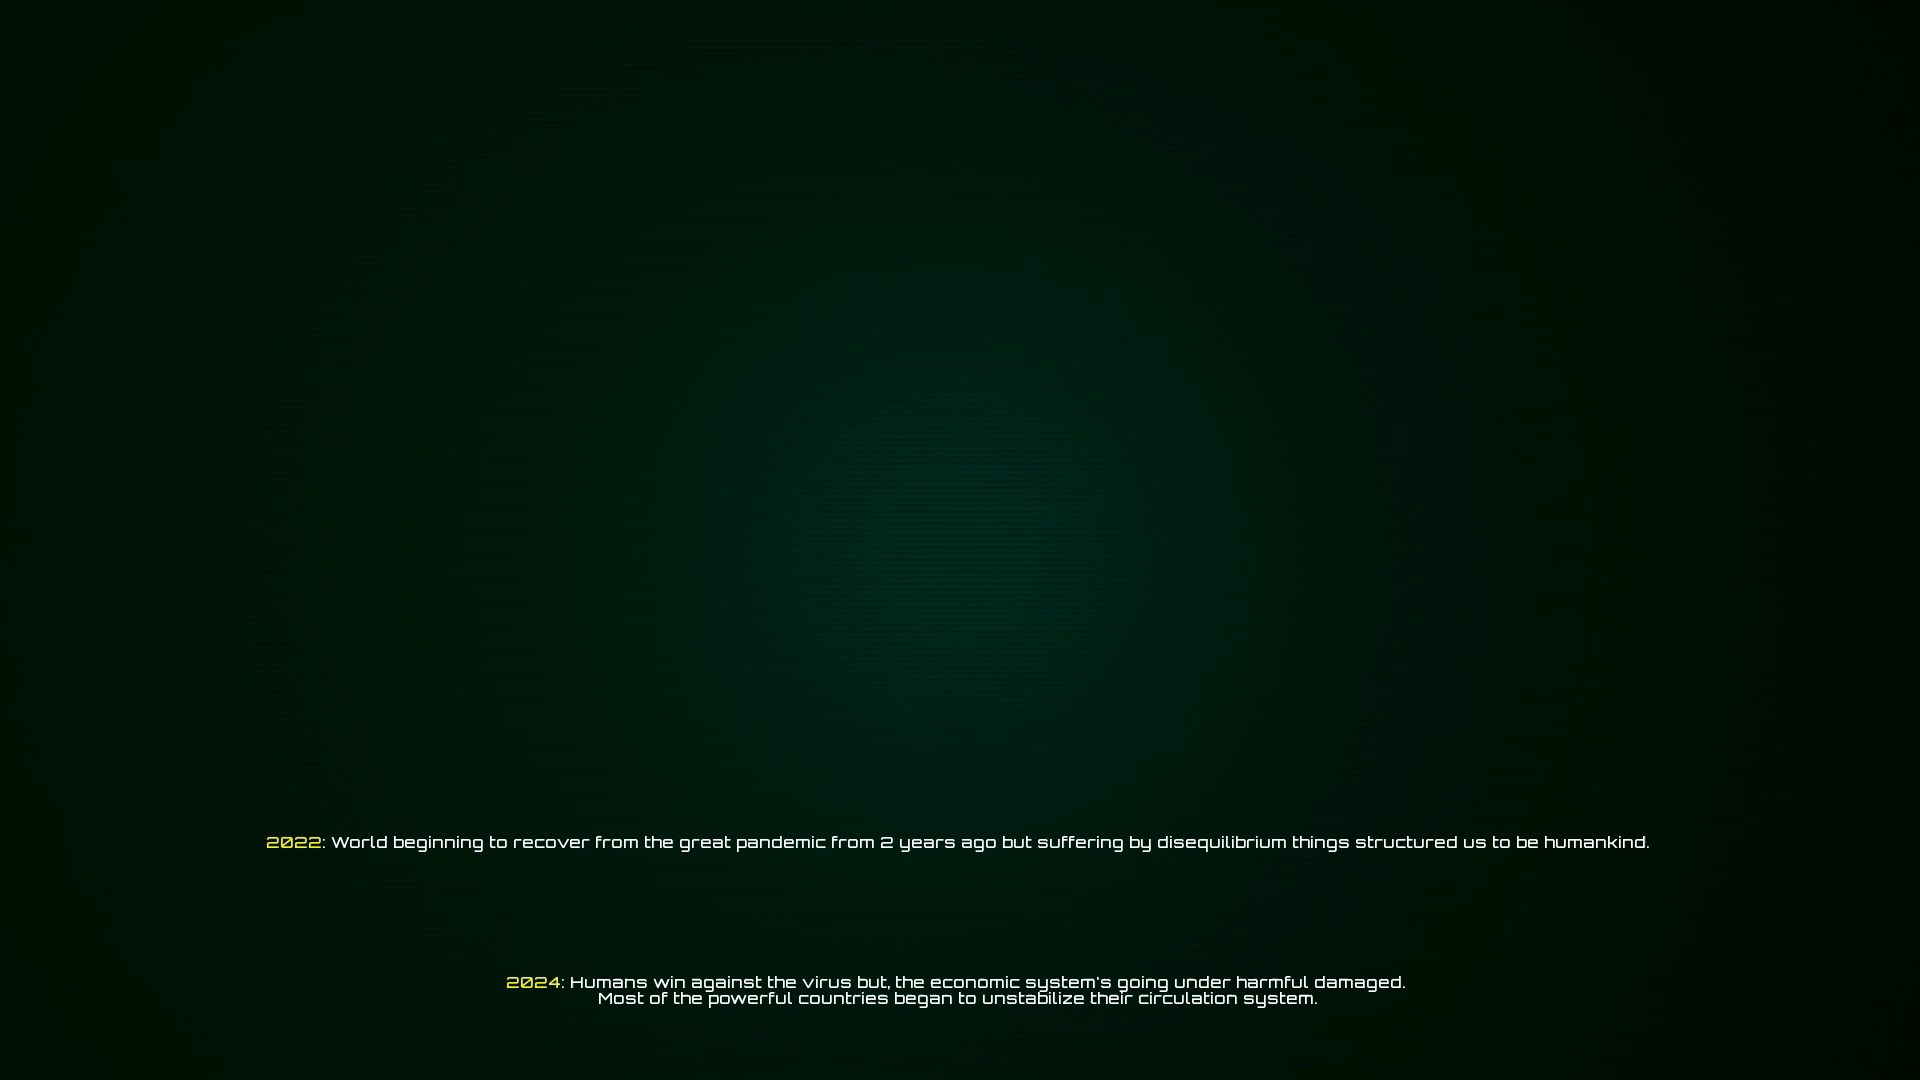 2022: World beginning to recover from the great pandemic from 2 years ago but suffering by disequilibrium things structured us to be humankind.
2024: Humans win against the virus but, the economic system's going under harmful damaged.
Most of the powerful countries began to unstabilize their circulation system.